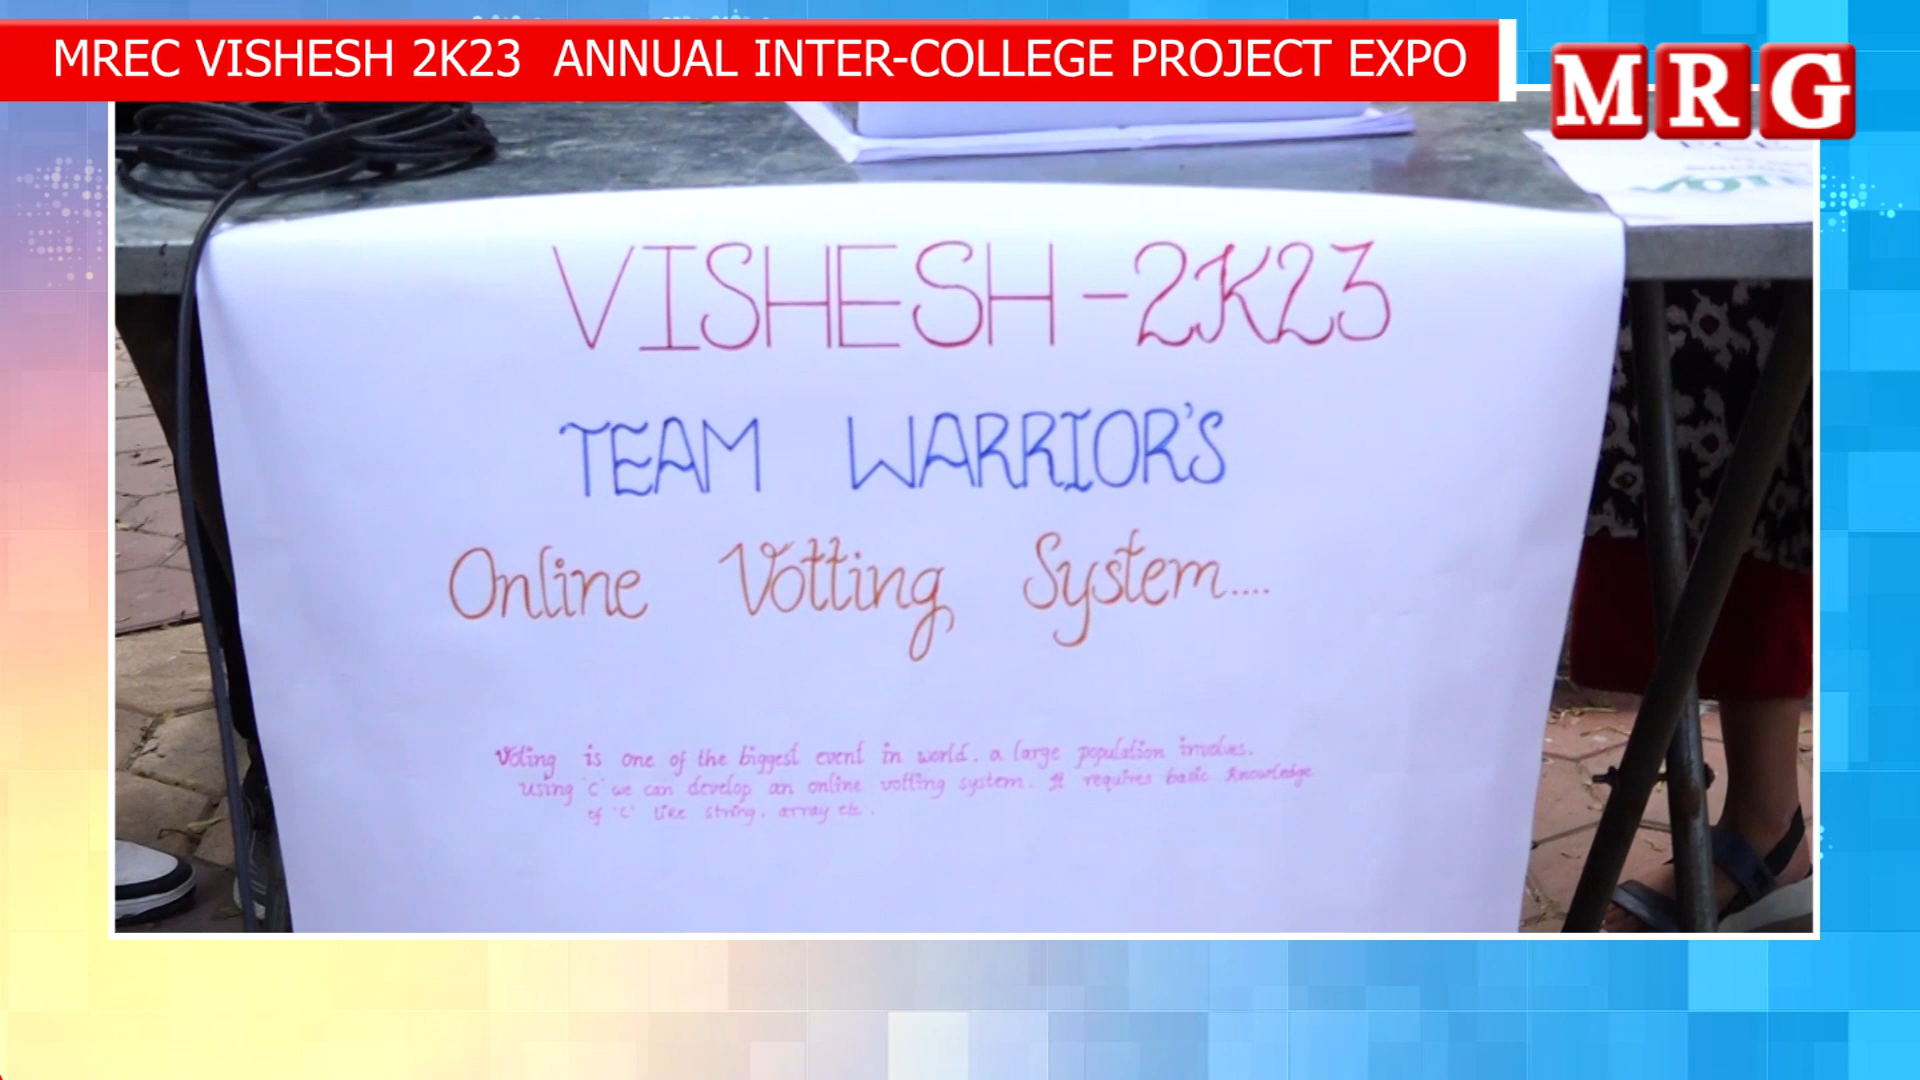 MREC VISHESH 2K23 ANNUAL INTER-COLLEGE PROJECT EXPO
MRG
VISHESH-2K23
TEAM WARRIOR'S
Online Votting System....
Voting is one of the biggest event in world, a large population involves.
using 'c' we can develop an online votting system. It requires basic knowledge
of 'c' like string, array etc.